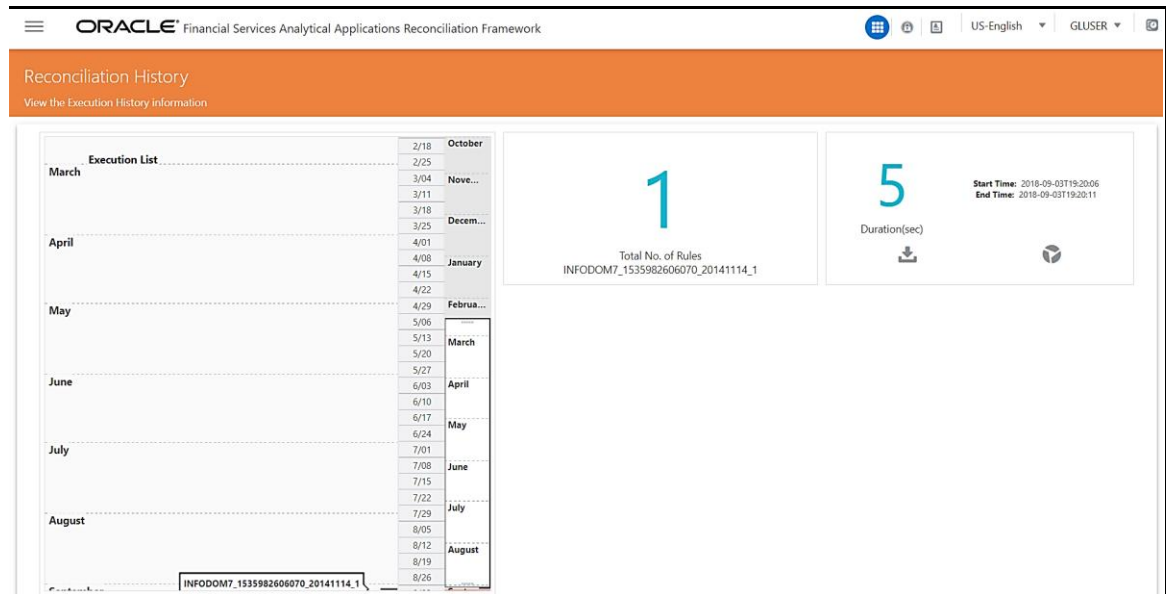 ORACLE® Financial Services Analytical Applications Reconciliation Framework
US-English
GLUSER
Reconciliation History
View the Execution History information
Execution List
March
April
May
June
July
August
September
INFODOM7_1535982606070_20141114_1
2/18
2/25
3/04
3/11
3/18
3/25
4/01
4/08
4/15
4/22
4/29
5/06
5/13
5/20
5/27
6/03
6/10
6/17
6/24
7/01
7/08
7/15
7/22
7/29
8/05
8/12
8/19
8/26
October
Nove...
Decem...
January
Februa...
March
April
May
June
July
August
1
Total No. of Rules
INFODOM7_1535982606070_20141114_1
5
Duration(sec)
Start Time: 2018-09-03T19:20:06
End Time: 2018-09-03T19:20:11